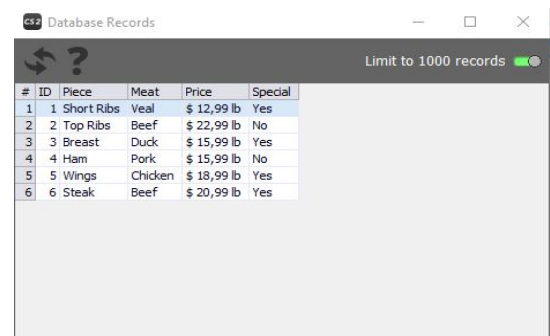 CS2 Database Records
Limit to 1000 records
# ID Piece Meat Price Special
1 1 Short Ribs Veal $ 12,99 lb Yes
2 2 Top Ribs Beef $ 22,99 lb No
3 3 Breast Duck $ 15,99 lb Yes
4 4 Ham Pork $ 15,99 lb No
5 5 Wings Chicken $ 18,99 lb Yes
6 6 Steak Beef $ 20,99 lb Yes